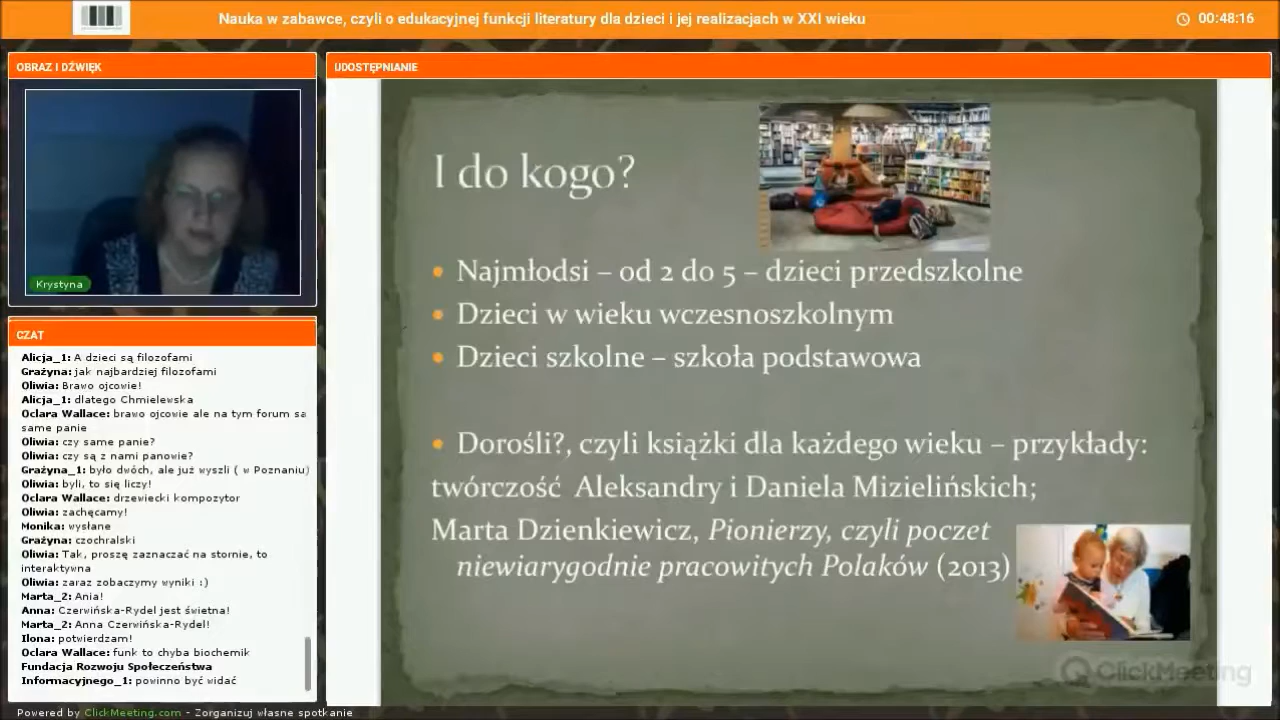 Nauka w zabawce, czyli o edukacyjnej funkcji literatury dla dzieci i jej realizacjach w XXI wieku
00:48:16
OBRAZ I DŹWIĘK
Krystyna
CZAT
Alicja_1: A dzieci są filozofami
Grażyna: jak najbardziej filozofami
Oliwia: Brawo ojcowie!
Alicja_1: dlatego Chmielewska
Oclara Wallace: brawo ojcowie ale na tym forum sa
same panie
Oliwia: czy same panie?
Oliwia: czy są z nami panowie?
Grażyna_1: było dwóch, ale już wyszli ( w Poznaniu)
Oliwia: byli, to się liczy!
Oclara Wallace: drzewiecki kompozytor
Oliwia: zachęcamy!
Monika: wysłane
Grażyna: czochralski
Oliwia: Tak, proszę zaznaczać na stornie, to
interaktywna
Oliwia: zaraz zobaczymy wyniki :)
Marta_2: Ania!
Anna: Czerwińska-Rydel jest świetna!
Marta_2: Anna Czerwińska-Rydel!
Ilona: potwierdzam!
Oclara Wallace: funk to chyba biochemik
Fundacja Rozwoju Społeczeństwa
Informacyjnego_1: powinno być widać
Powered by ClickMeeting.com - Zorganizuj własne spotkanie
UDOSTĘPNIANIE
I do kogo?
• Najmłodsi – od 2 do 5 – dzieci przedszkolne
• Dzieci w wieku wczesnoszkolnym
• Dzieci szkolne – szkoła podstawowa
• Dorośli?, czyli książki dla każdego wieku – przykłady:
twórczość Aleksandry i Daniela Mizielińskich;
Marta Dzienkiewicz, Pionierzy, czyli poczet
niewiarygodnie pracowitych Polaków (2013)
ClickMeeting